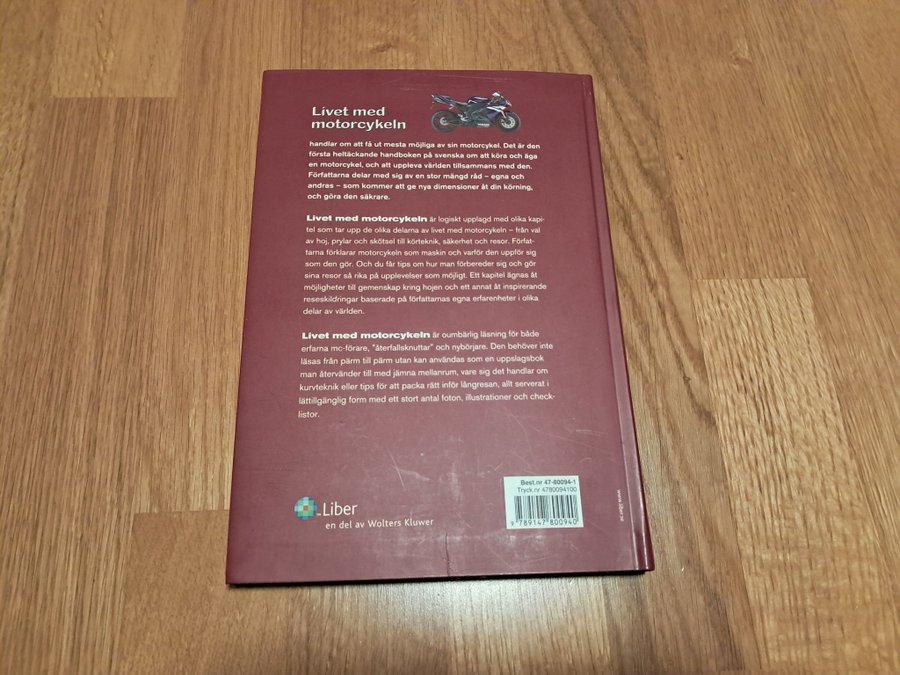 Livet med
motorcykeln
handlar om att få ut mesta möjliga av sin motorcykel. Det är den
första heltäckande handboken på svenska om att köra och äga
en motorcykel, och att uppleva världen tillsammans med den.
Författarna delar med sig av en stor mängd råd – egna och
andras – som kommer att ge nya dimensioner åt din körning,
och göra den säkrare.
Livet med motorcykeln är logiskt upplagd med olika kapi-
tel som tar upp de olika delarna av livet med motorcykeln – från val
av hoj, prylar och skötsel till körteknik, säkerhet och resor. Förfat-
tarna förklarar motorcykeln som maskin och varför den uppför sig
som den gör. Och du får tips om hur man förbereder sig och gör
sina resor så rika på upplevelser som möjligt. Ett kapitel ägnas åt
möjligheter till gemenskap kring hojen och ett annat åt inspirerande
reseskildringar baserade på författarnas egna erfarenheter i olika
delar av världen.
Livet med motorcykeln är oumbärlig läsning för både
erfarna mc-förare, "återfallsknuttar" och nybörjare. Den behöver inte
läsas från pärm till pärm utan kan användas som en uppslagsbok
man återvänder till med jämna mellanrum, vare sig det handlar om
kurvteknik eller tips för att packa rätt inför långresan, allt serverat i
lättillgänglig form med ett stort antal foton, illustrationer och check-
listor.
Best.nr 47-80094-1
Tryck.nr 4780094100
9 789147 800940
www.liber.se
Liber
en del av Wolters Kluwer